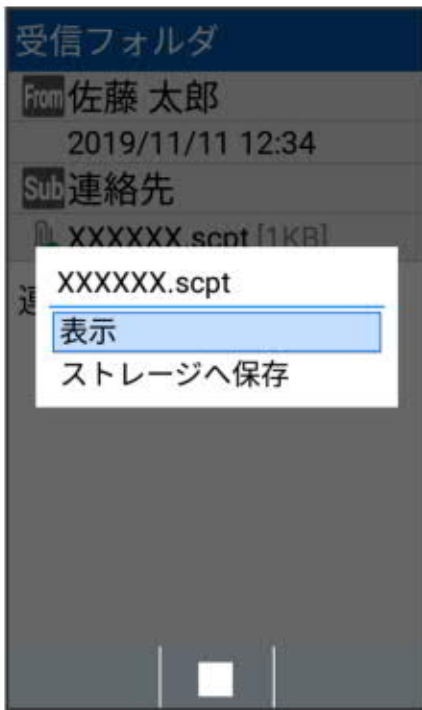 受信フォルダ
From 佐藤 太郎
2019/11/11 12:34
Sub 連絡先
XXXXXX.scpt [1KB]
XXXXXX.scpt
表示
ストレージへ保存